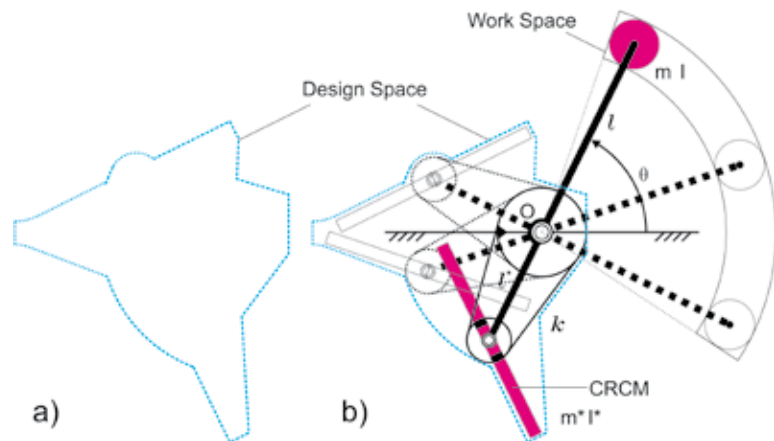 Work Space
Design Space
m I
l
θ
O
l*
k
a)
b)
CRCM
m* I*